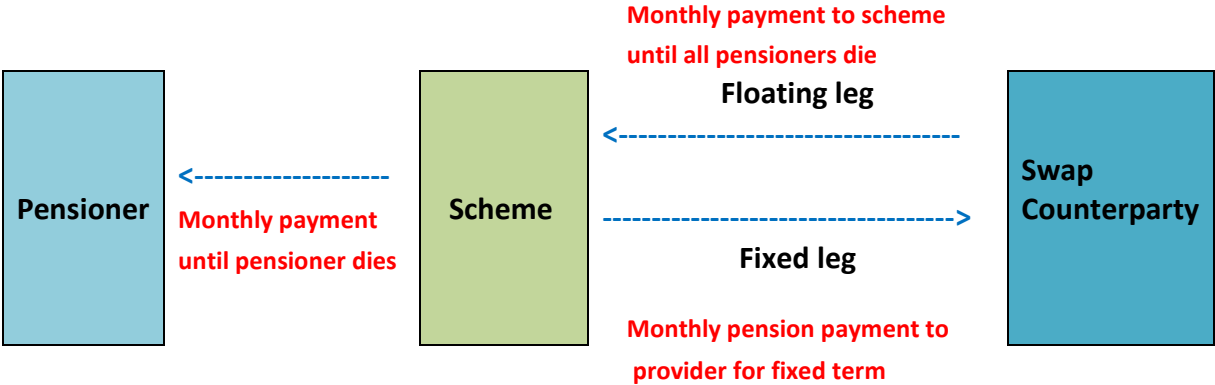 Monthly payment to scheme
until all pensioners die
Floating leg
<-----------------------------------
Pensioner
<--------------------
Monthly payment
until pensioner dies
Scheme
----------------------------------->
Fixed leg
Monthly pension payment to
provider for fixed term
Swap
Counterparty